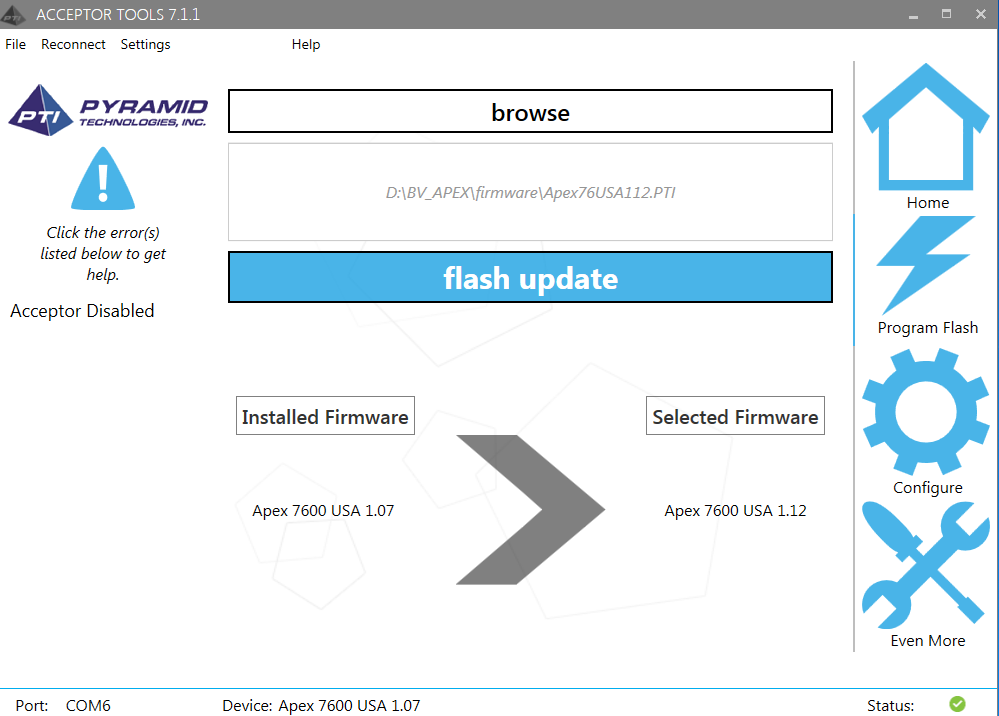 ACCEPTOR TOOLS 7.1.1
File Reconnect Settings Help
PTI PYRAMID
TECHNOLOGIES, INC.
browse
D:\BV_APEX\firmware\Apex76USA112.PTI
Click the error(s)
listed below to get
help.
flash update
Acceptor Disabled
Installed Firmware
Selected Firmware
Apex 7600 USA 1.07
Apex 7600 USA 1.12
Home
Program Flash
Configure
Even More
Port: COM6 Device: Apex 7600 USA 1.07 Status: